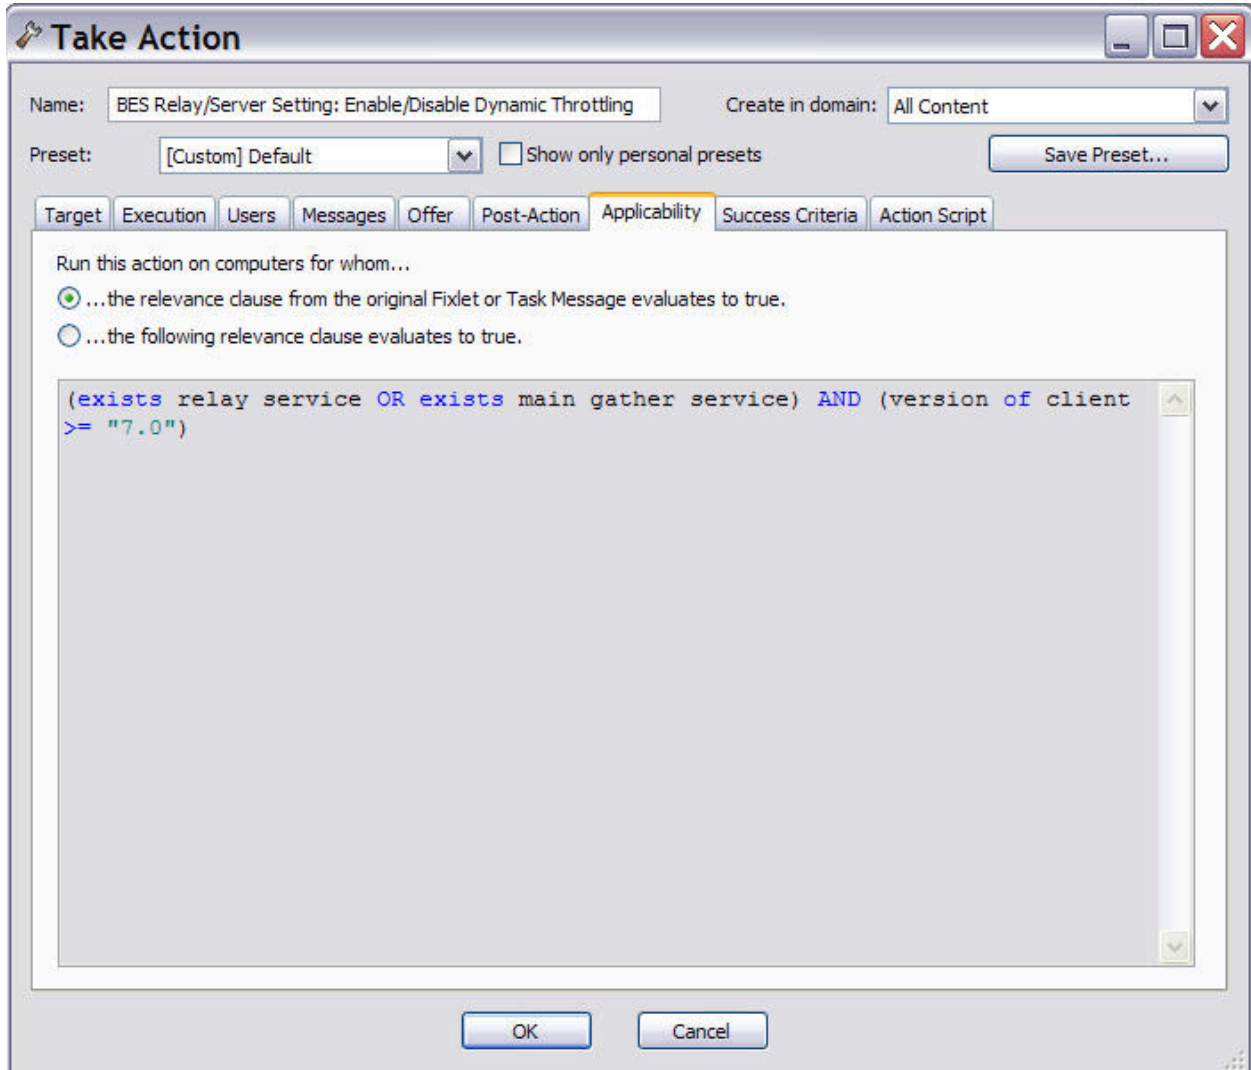 Take Action
Name: BES Relay/Server Setting: Enable/Disable Dynamic Throttling Create in domain: All Content
Preset: [Custom] Default Show only personal presets Save Preset...
Target Execution Users Messages Offer Post-Action Applicability Success Criteria Action Script
Run this action on computers for whom...
...the relevance clause from the original Fixlet or Task Message evaluates to true.
...the following relevance clause evaluates to true.
(exists relay service OR exists main gather service) AND (version of client
>= "7.0")
OK Cancel